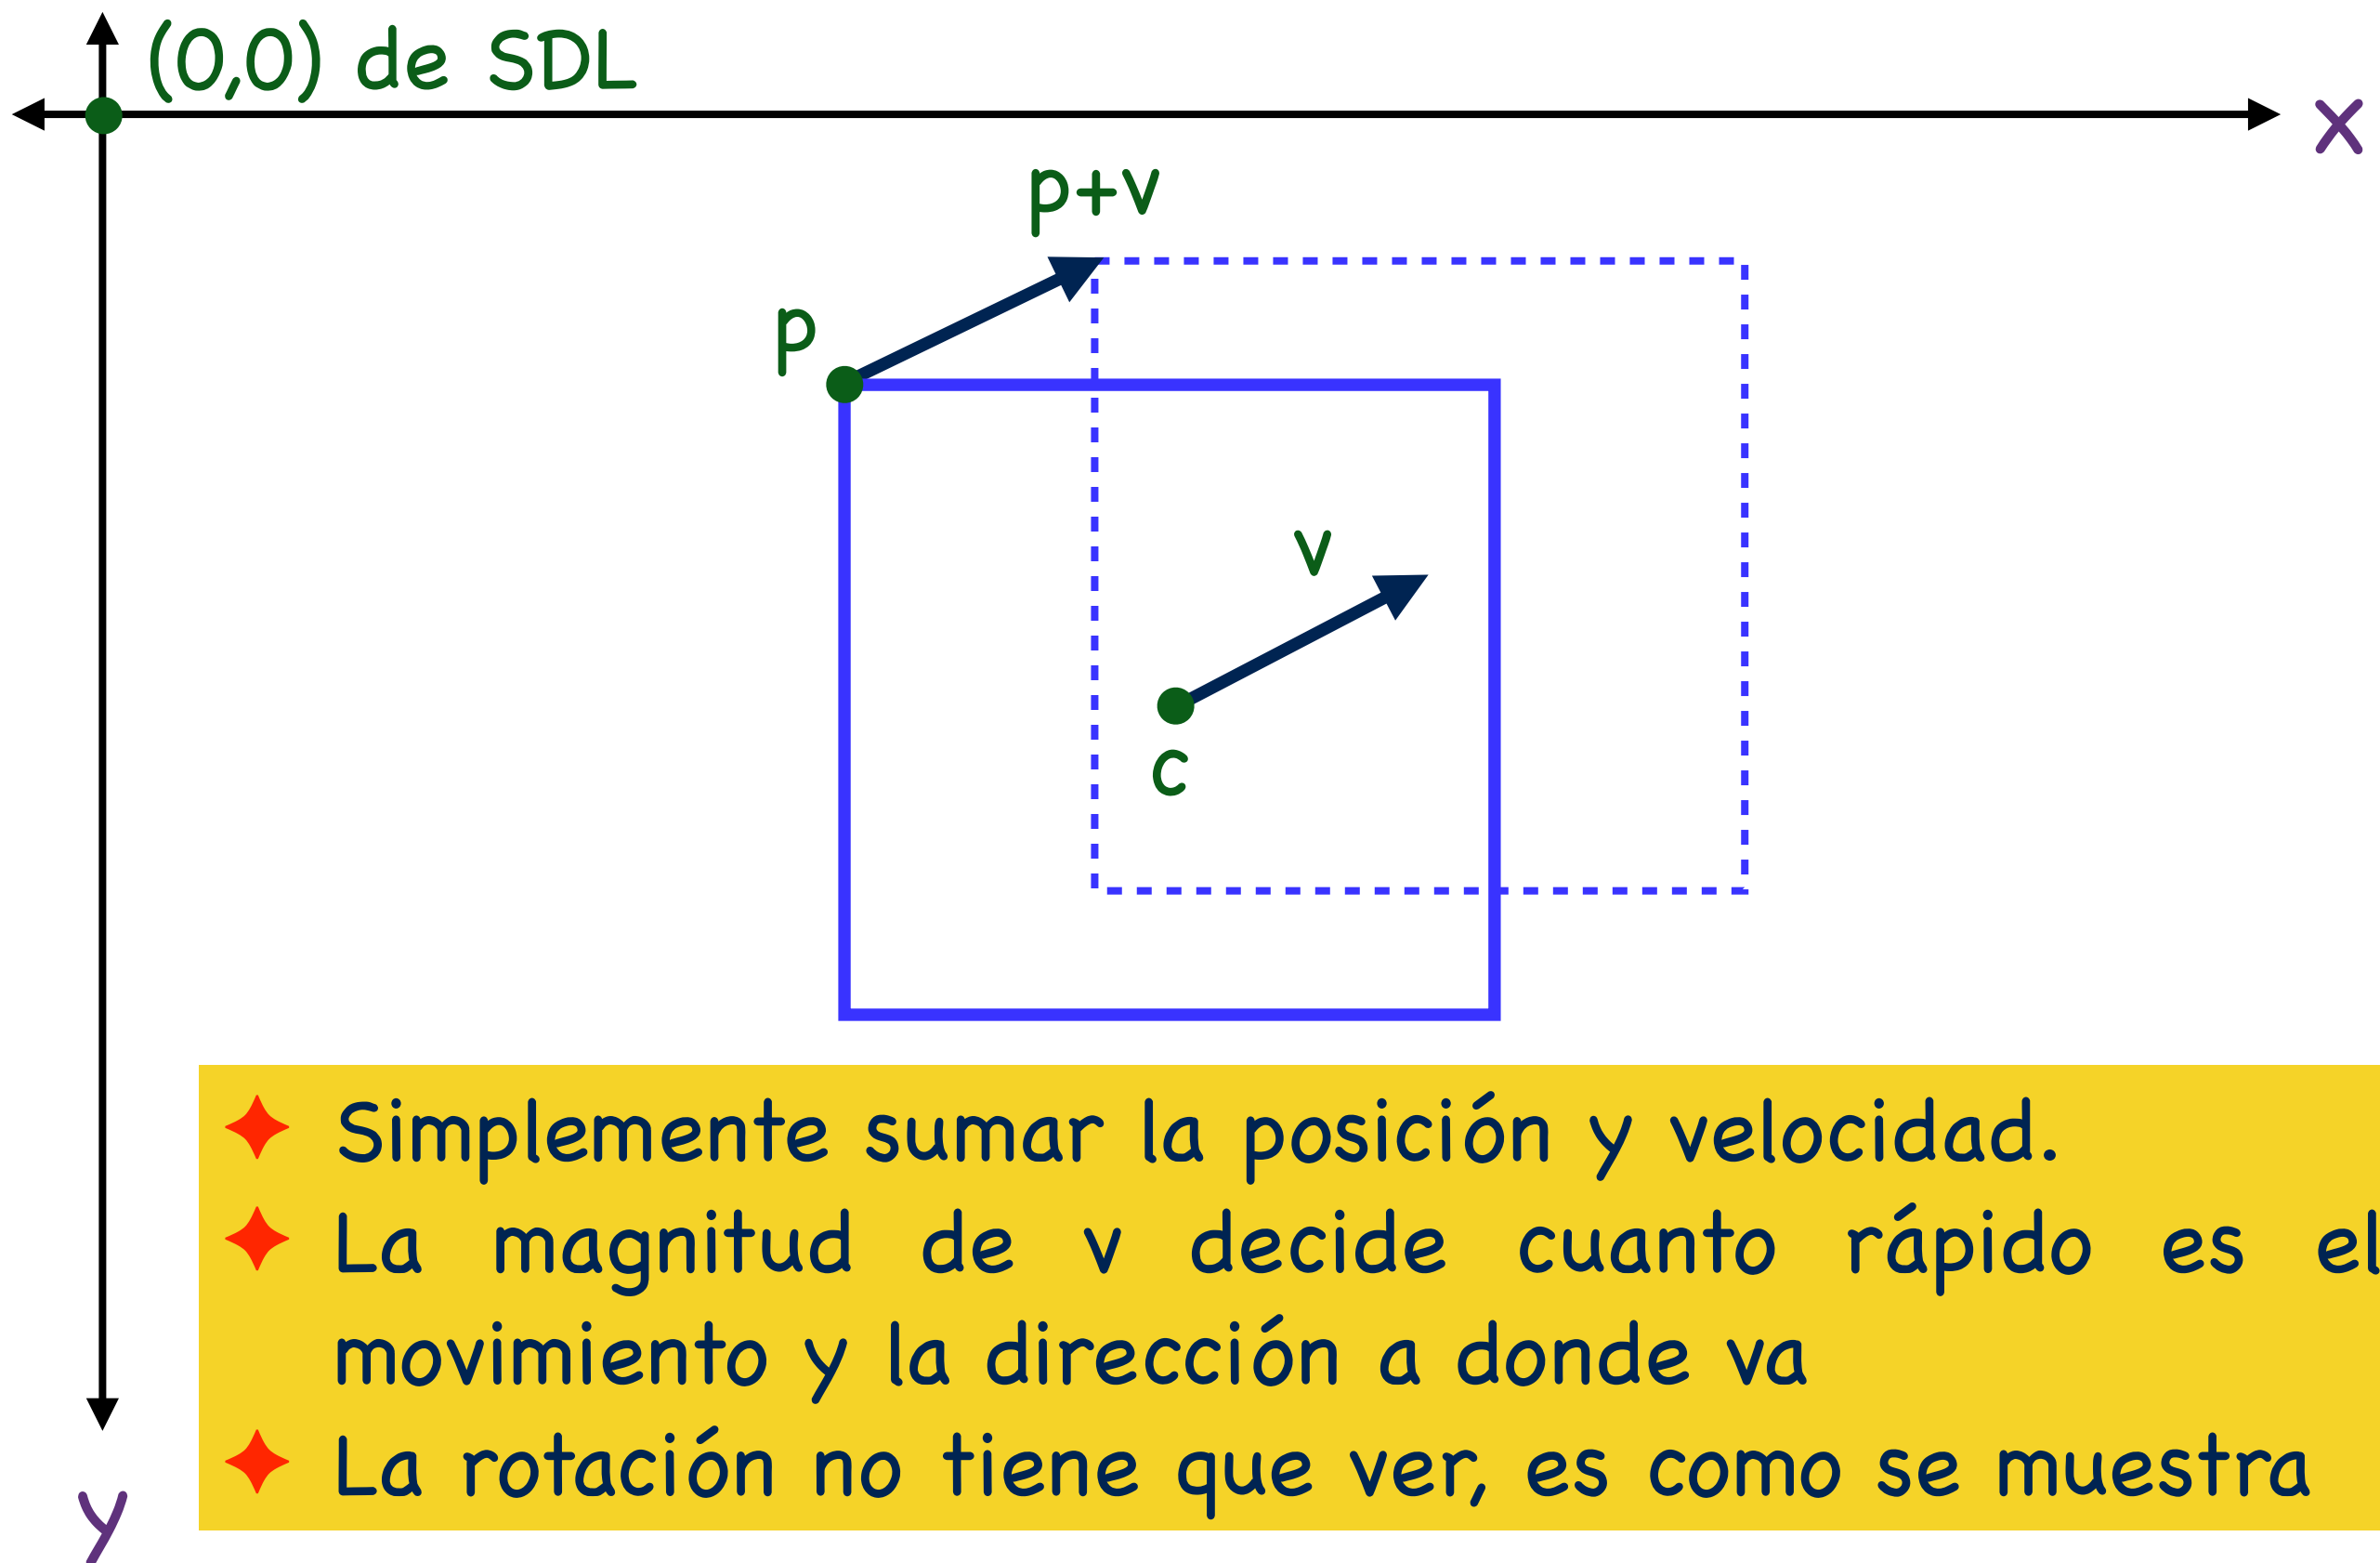 (0,0) de SDL
x
p+v
p
v
c
Simplemente sumar la posición y velocidad.
La magnitud de v decide cuanto rápido es el
movimiento y la dirección a donde va
La rotación no tiene que ver, es como se muestra
y